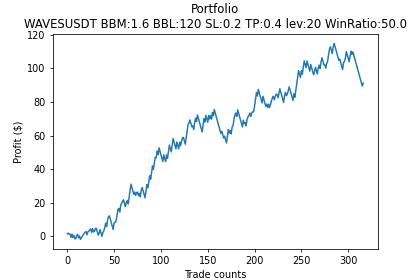 Portfolio
WAVESUSDT BBM:1.6 BBL:120 SL:0.2 TP:0.4 lev:20 WinRatio:50.0
120
100
80
60
40
20
0
Profit ($)
0 50 100 150 200 250 300
Trade counts